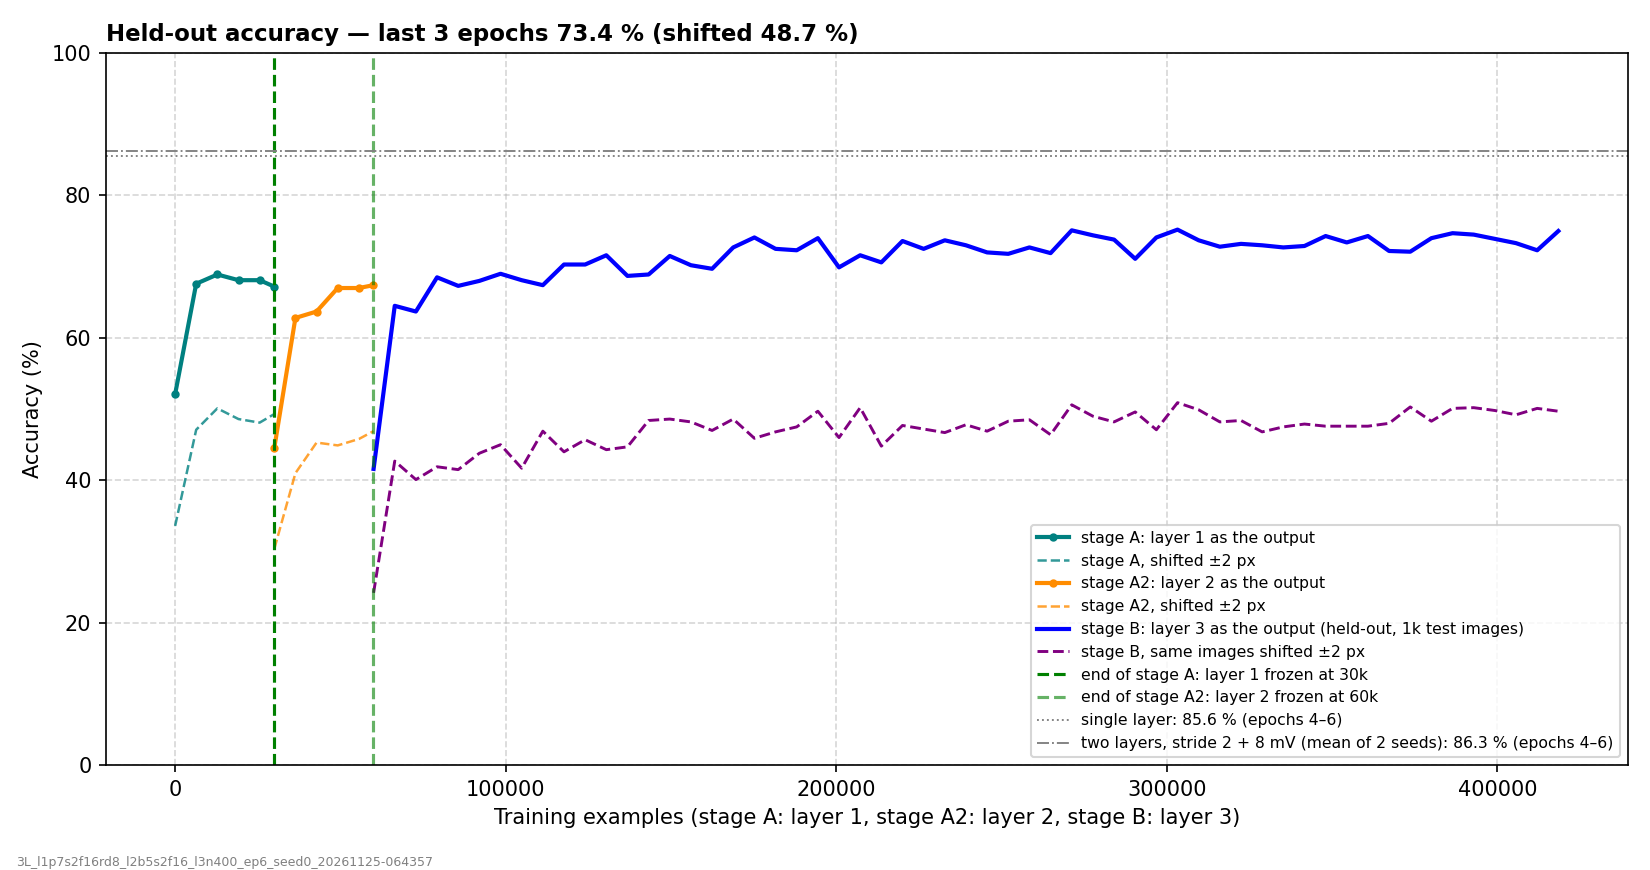 Held-out accuracy — last 3 epochs 73.4 % (shifted 48.7 %)
100
80
60
40
20
0
Accuracy (%)
0
100000
200000
300000
400000
Training examples (stage A: layer 1, stage A2: layer 2, stage B: layer 3)
stage A: layer 1 as the output
stage A, shifted ±2 px
stage A2: layer 2 as the output
stage A2, shifted ±2 px
stage B: layer 3 as the output (held-out, 1k test images)
stage B, same images shifted ±2 px
end of stage A: layer 1 frozen at 30k
end of stage A2: layer 2 frozen at 60k
single layer: 85.6 % (epochs 4–6)
two layers, stride 2 + 8 mV (mean of 2 seeds): 86.3 % (epochs 4–6)
3L_l1p7s2f16rd8_l2b5s2f16_l3n400_ep6_seed0_20261125-064357